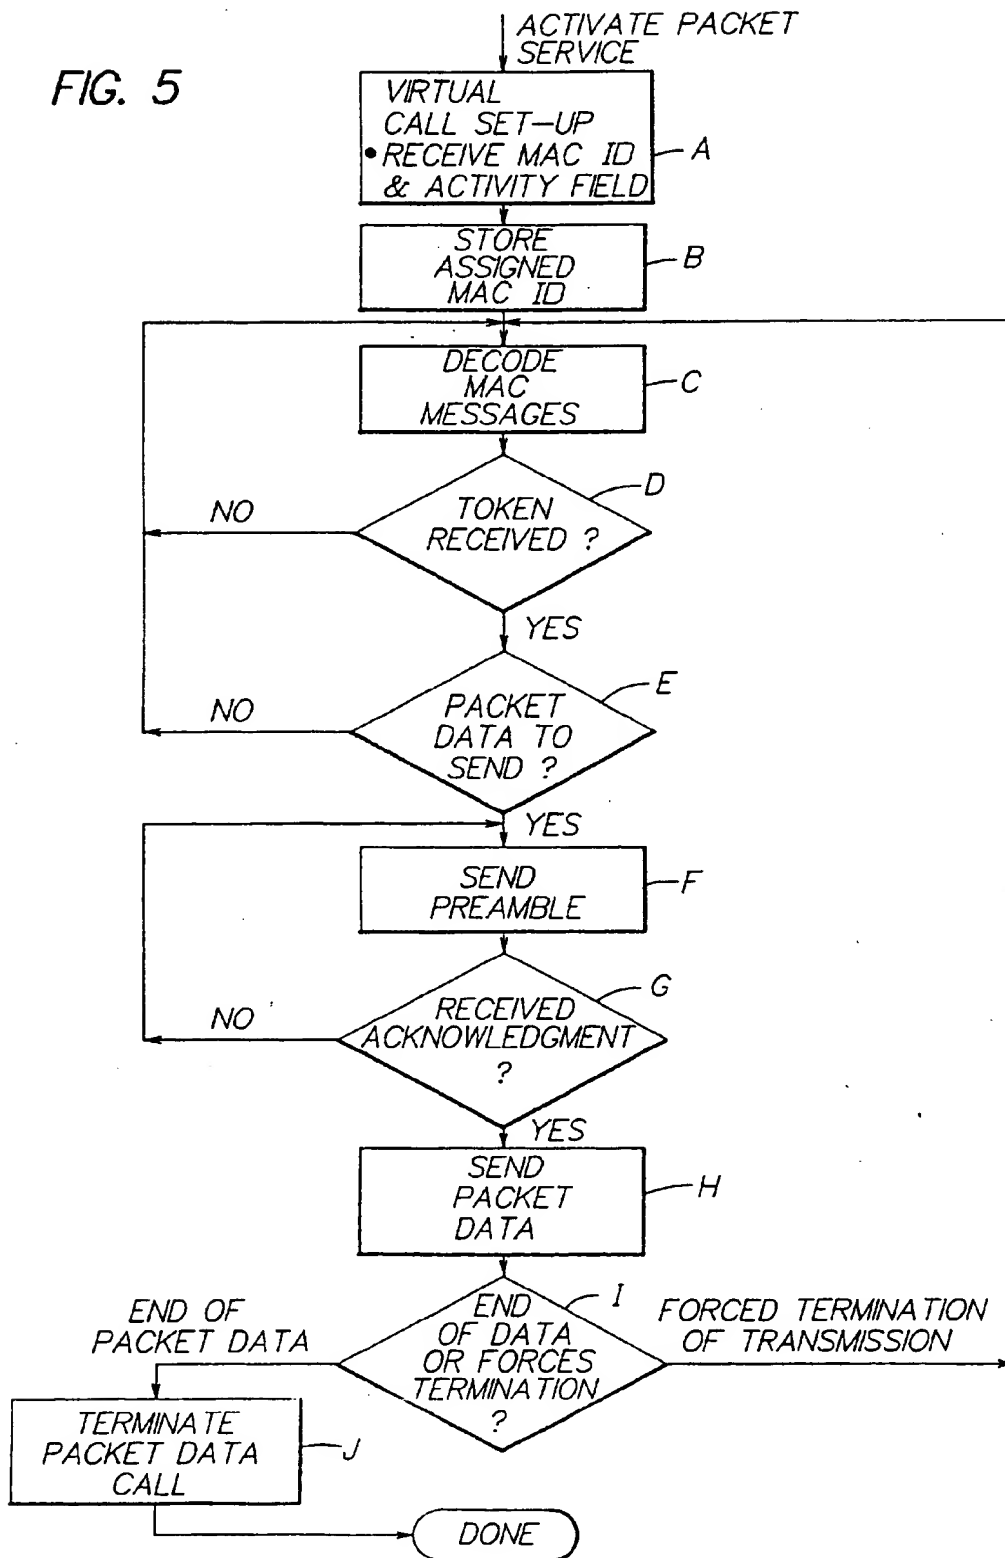 ACTIVATE PACKET
SERVICE
FIG. 5
VIRTUAL
CALL SET-UP
• RECEIVE MAC ID
& ACTIVITY FIELD
A
STORE
ASSIGNED
MAC ID
B
DECODE
MAC
MESSAGES
C
D
TOKEN
RECEIVED ?
NO
YES
E
PACKET
DATA TO
SEND ?
NO
YES
SEND
PREAMBLE
F
G
RECEIVED
ACKNOWLEDGMENT
?
NO
YES
SEND
PACKET
DATA
H
I
END
OF DATA
OR FORCES
TERMINATION
?
END OF
PACKET DATA
FORCED TERMINATION
OF TRANSMISSION
TERMINATE
PACKET DATA
CALL
J
DONE